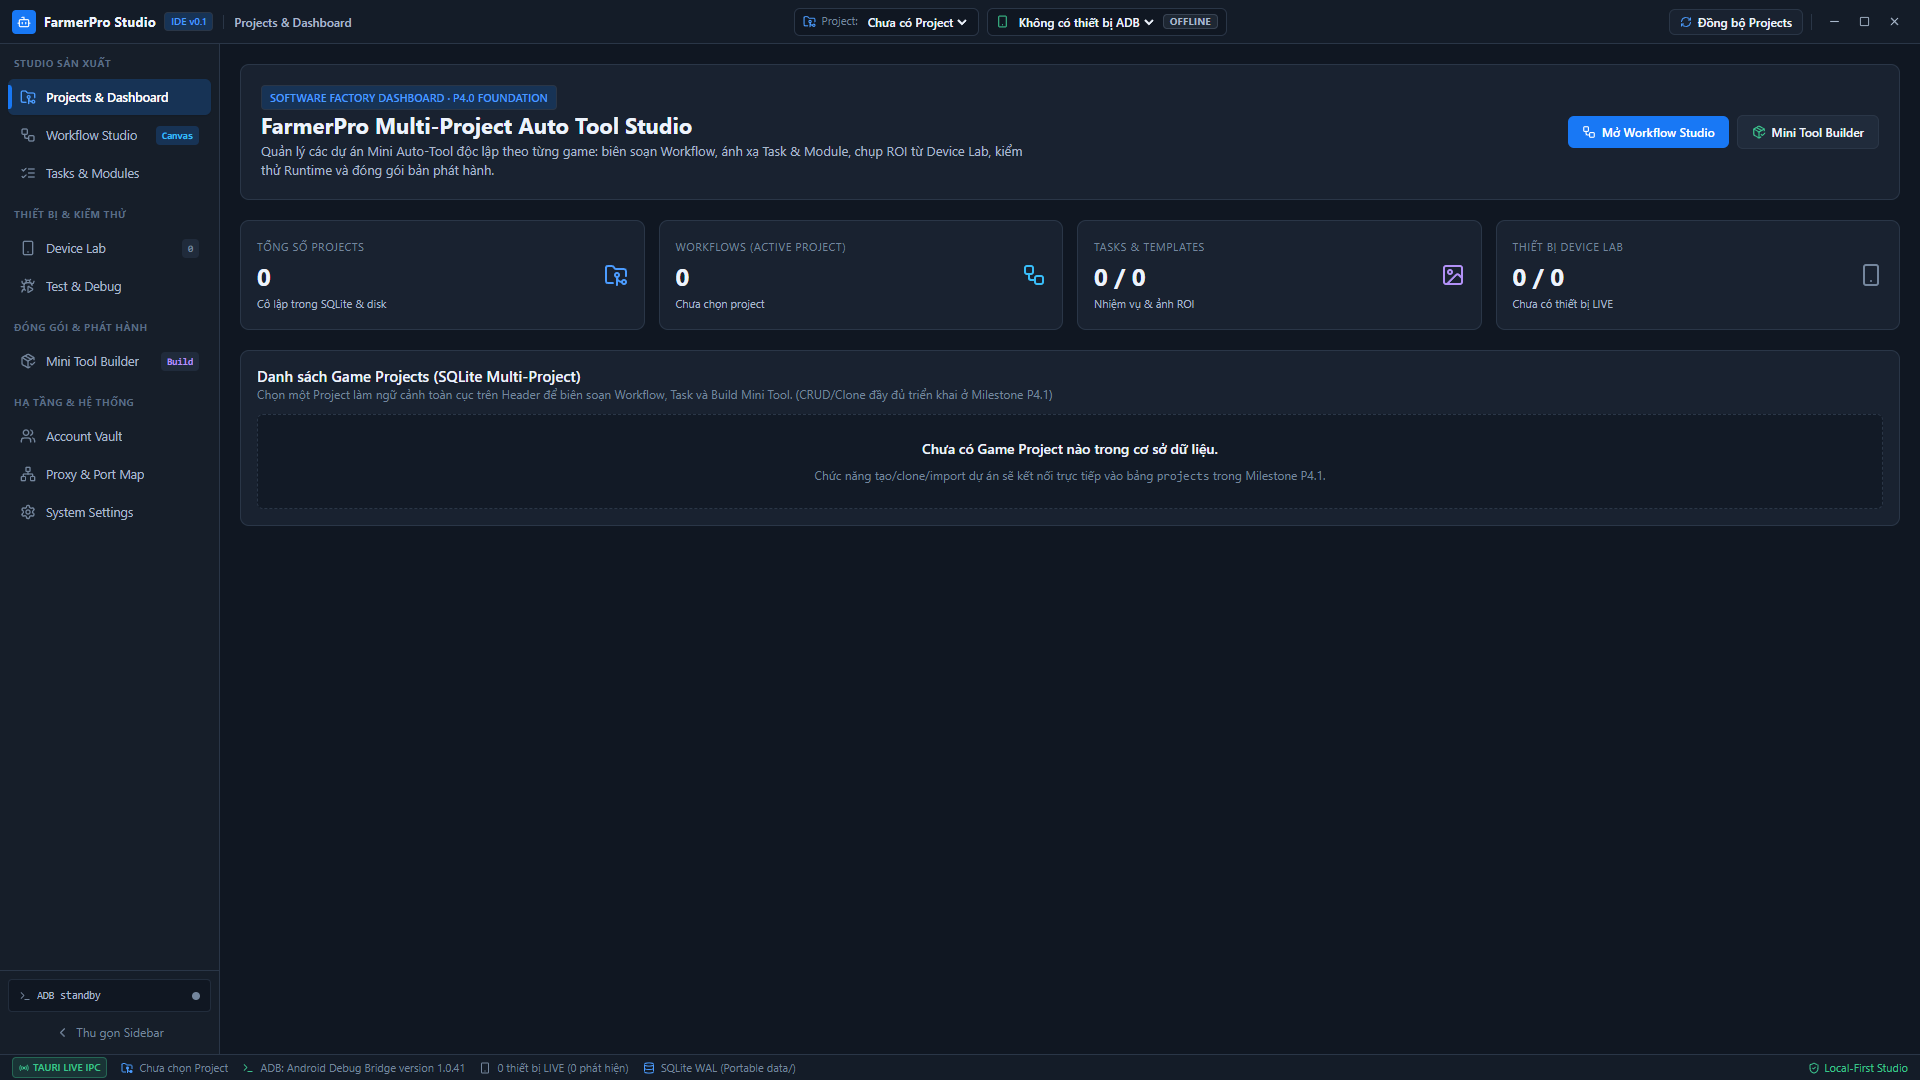 FarmerPro Studio IDE v0.1 Projects & Dashboard Project: Chưa có Project Không có thiết bị ADB OFFLINE Đồng bộ Projects
STUDIO SẢN XUẤT
Projects & Dashboard
Workflow Studio Canvas
Tasks & Modules
THIẾT BỊ & KIỂM THỬ
Device Lab 0
Test & Debug
ĐÓNG GÓI & PHÁT HÀNH
Mini Tool Builder Build
HẠ TẦNG & HỆ THỐNG
Account Vault
Proxy & Port Map
System Settings
ADB standby
Thu gọn Sidebar
SOFTWARE FACTORY DASHBOARD · P4.0 FOUNDATION
FarmerPro Multi-Project Auto Tool Studio
Quản lý các dự án Mini Auto-Tool độc lập theo từng game: biên soạn Workflow, ánh xạ Task & Module, chụp ROI từ Device Lab, kiểm
thử Runtime và đóng gói bản phát hành.
Mở Workflow Studio
Mini Tool Builder
TỔNG SỐ PROJECTS
0
Cô lập trong SQLite & disk
WORKFLOWS (ACTIVE PROJECT)
0
Chưa chọn project
TASKS & TEMPLATES
0 / 0
Nhiệm vụ & ảnh ROI
THIẾT BỊ DEVICE LAB
0 / 0
Chưa có thiết bị LIVE
Danh sách Game Projects (SQLite Multi-Project)
Chọn một Project làm ngữ cảnh toàn cục trên Header để biên soạn Workflow, Task và Build Mini Tool. (CRUD/Clone đầy đủ triển khai ở Milestone P4.1)
Chưa có Game Project nào trong cơ sở dữ liệu.
Chức năng tạo/clone/import dự án sẽ kết nối trực tiếp vào bảng projects trong Milestone P4.1.
TAURI LIVE IPC Chưa chọn Project ADB: Android Debug Bridge version 1.0.41 0 thiết bị LIVE (0 phát hiện) SQLite WAL (Portable data/) Local-First Studio